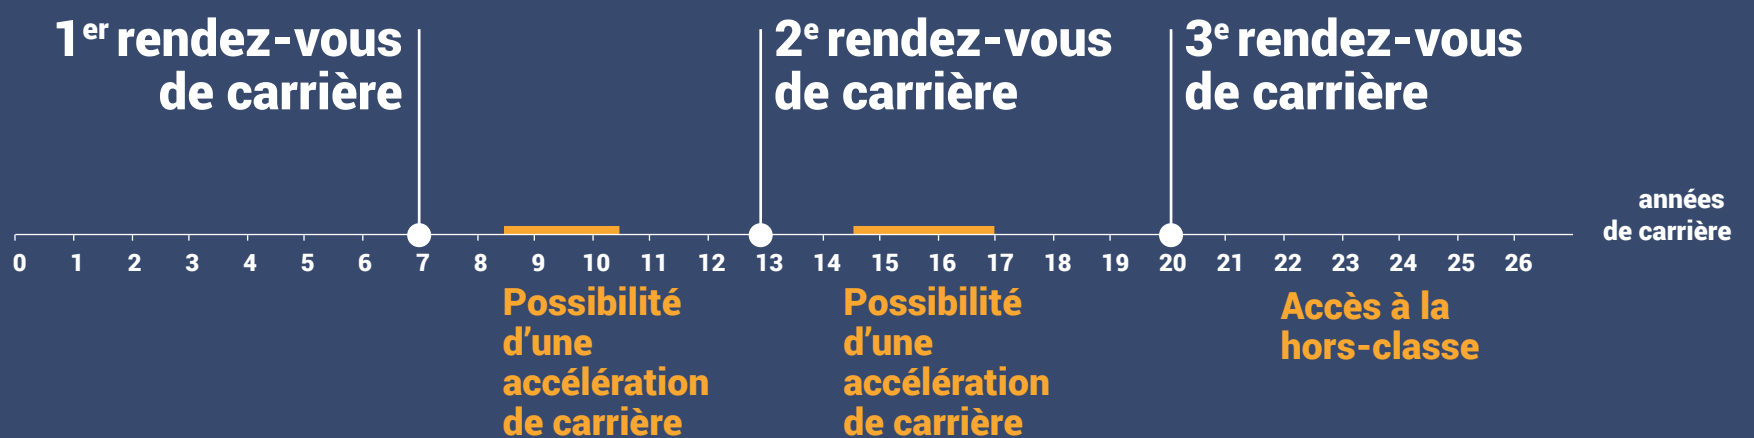 1er rendez-vous
de carrière
2e rendez-vous
de carrière
3e rendez-vous
de carrière
années
de carrière
0 1 2 3 4 5 6 7 8 9 10 11 12 13 14 15 16 17 18 19 20 21 22 23 24 25 26
Possibilité
d'une
accélération
de carrière
Possibilité
d'une
accélération
de carrière
Accès à la
hors-classe